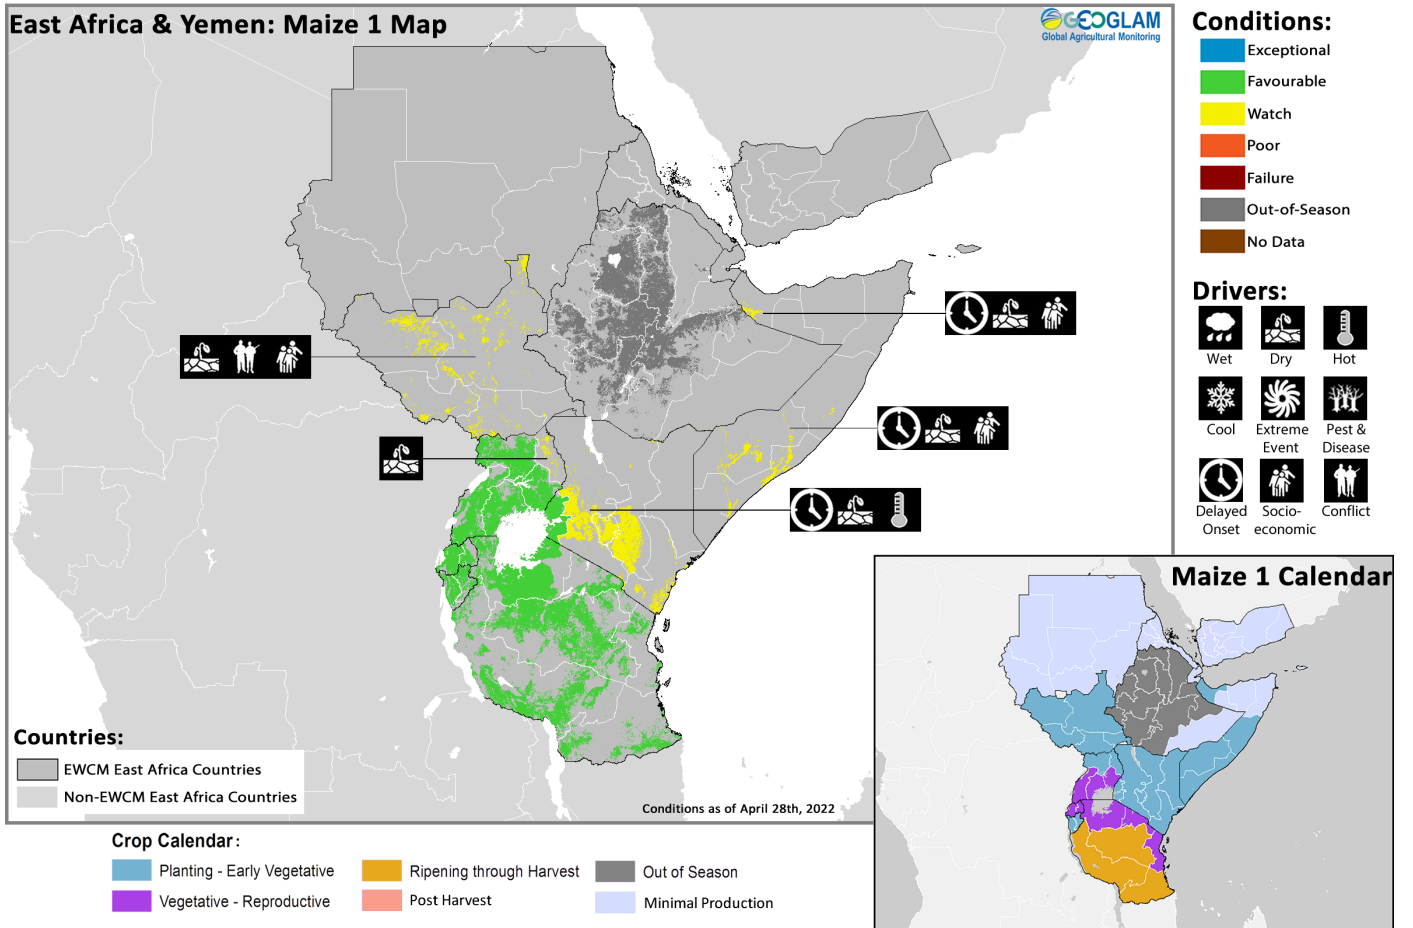 East Africa & Yemen: Maize 1 Map
GEOGLAM
Global Agricultural Monitoring
Conditions:
Exceptional
Favourable
Watch
Poor
Failure
Out-of-Season
No Data
Drivers:
Wet
Dry
Hot
Cool
Extreme
Event
Pest &
Disease
Delayed
Onset
Socio-
economic
Conflict
Maize 1 Calendar
Countries:
EWCM East Africa Countries
Non-EWCM East Africa Countries
Conditions as of April 28th, 2022
Crop Calendar:
Planting - Early Vegetative
Ripening through Harvest
Out of Season
Vegetative - Reproductive
Post Harvest
Minimal Production